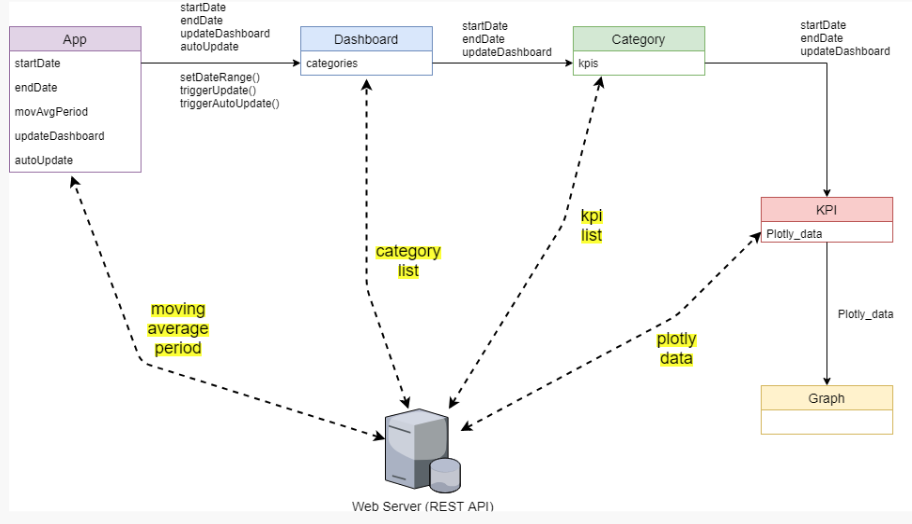 startDate
endDate
updateDashboard
autoUpdate
startDate
endDate
updateDashboard
startDate
endDate
updateDashboard
App
Dashboard
Category
startDate
endDate
movAvgPeriod
updateDashboard
autoUpdate
categories
kpis
setDateRange()
triggerUpdate()
triggerAutoUpdate()
KPI
Plotly_data
kpi
list
category
list
moving
average
period
plotly
data
Plotly_data
Graph
Web Server (REST API)